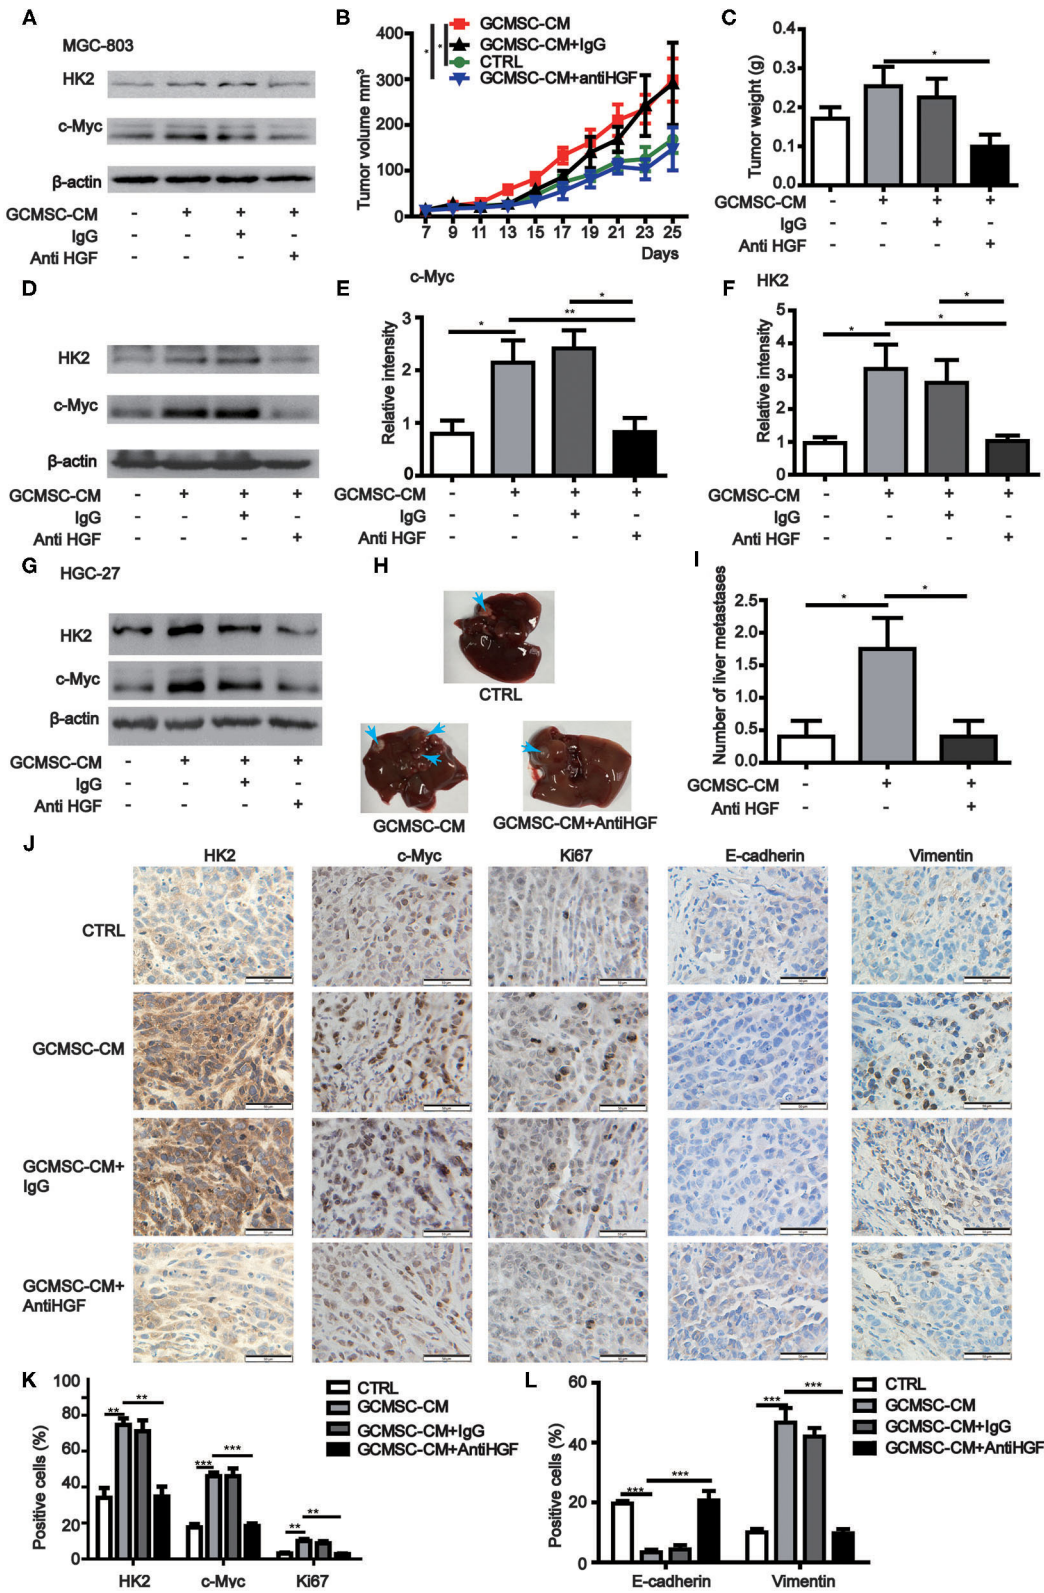 A
MGC-803
HK2
c-Myc
β-actin
GCMSC-CM - + + +
IgG - - + -
Anti HGF - - - +
B
GCMSC-CM
GCMSC-CM+IgG
CTRL
GCMSC-CM+antiHGF
* *
Tumor volume mm³
400
300
200
100
0
7 9 11 13 15 17 19 21 23 25
Days
C
Tumor weight (g)
0.4
0.3
0.2
0.1
0.0
*
GCMSC-CM - + + +
IgG - - + -
Anti HGF - - - +
D
HK2
c-Myc
β-actin
GCMSC-CM - + + +
IgG - - + -
Anti HGF - - - +
E
c-Myc
Relative intensity
3
2
1
0
*
**
*
GCMSC-CM - + + +
IgG - - + -
Anti HGF - - - +
F
HK2
Relative intensity
5
4
3
2
1
0
*
*
*
GCMSC-CM - + + +
IgG - - + -
Anti HGF - - - +
G
HGC-27
HK2
c-Myc
β-actin
GCMSC-CM - + + +
IgG - - + -
Anti HGF - - - +
H
CTRL
GCMSC-CM
GCMSC-CM+AntiHGF
I
Number of liver metastases
2.5
2.0
1.5
1.0
0.5
0.0
* *
GCMSC-CM - + +
Anti HGF - - +
J
HK2 c-Myc Ki67 E-cadherin Vimentin
CTRL
GCMSC-CM
GCMSC-CM+
IgG
GCMSC-CM+
AntiHGF
K
Positive cells (%)
100
80
60
40
20
0
** **
*** ***
** **
HK2 c-Myc Ki67
CTRL
GCMSC-CM
GCMSC-CM+IgG
GCMSC-CM+AntiHGF
L
Positive cells (%)
60
40
20
0
*** ***
*** ***
E-cadherin Vimentin
CTRL
GCMSC-CM
GCMSC-CM+IgG
GCMSC-CM+AntiHGF